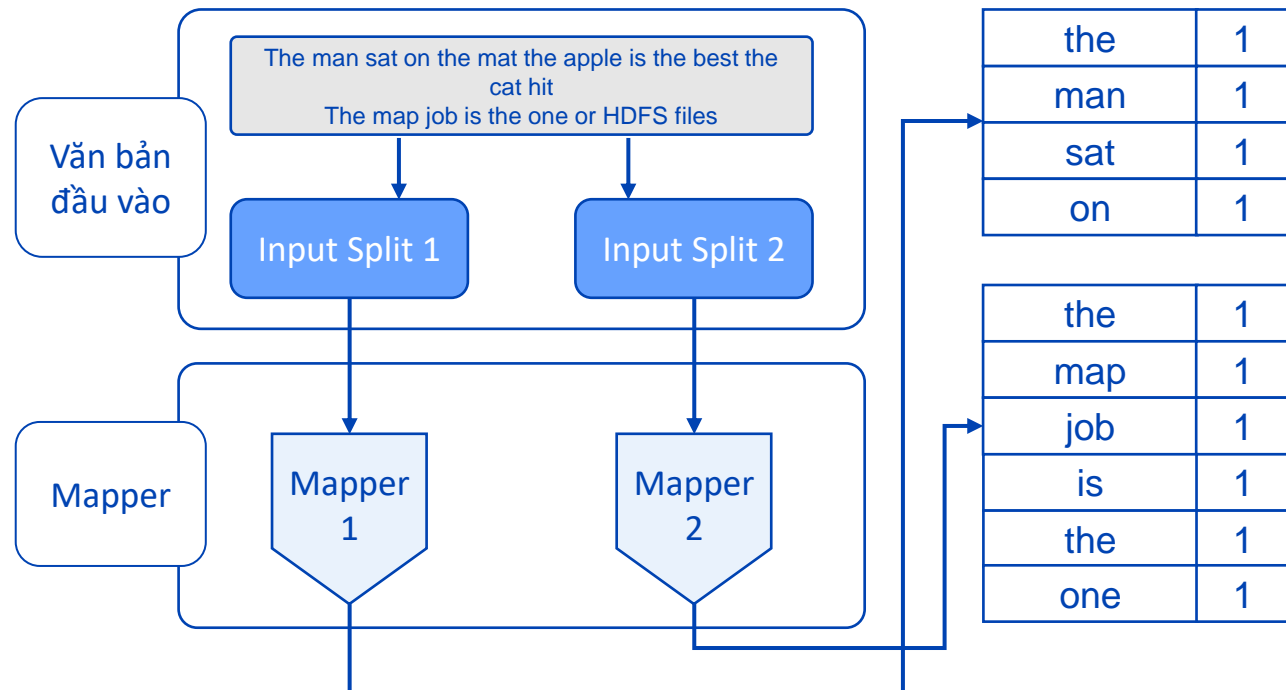 The man sat on the mat the apple is the best the
cat hit
The map job is the one or HDFS files
Văn bản
đầu vào
Input Split 1
Input Split 2
Mapper
Mapper
1
Mapper
2
the 1
man 1
sat 1
on 1
the 1
map 1
job 1
is 1
the 1
one 1